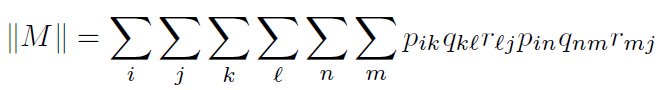 ‖M‖ = ∑_i ∑_j ∑_k ∑_ℓ ∑_n ∑_m p_{ik} q_{kℓ} r_{ℓj} p_{in} q_{nm} r_{mj}